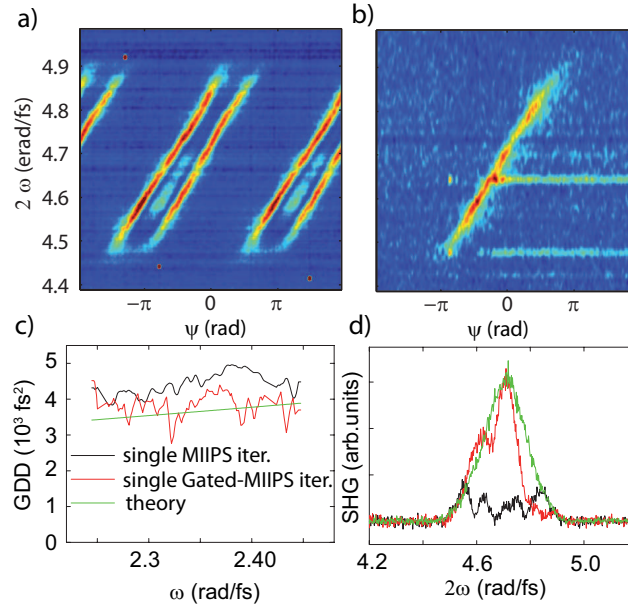 a)
b)
2 ω (erad/fs)
4.9
4.8
4.7
4.6
4.5
4.4
−π 0 π
−π 0 π
ψ (rad)
ψ (rad)
c)
d)
GDD (10³ fs²)
5
4
3
2
1
0
single MIIPS iter.
single Gated-MIIPS iter.
theory
2.3 2.40
ω (rad/fs)
SHG (arb.units)
4.2 4.6 5.0
2ω (rad/fs)